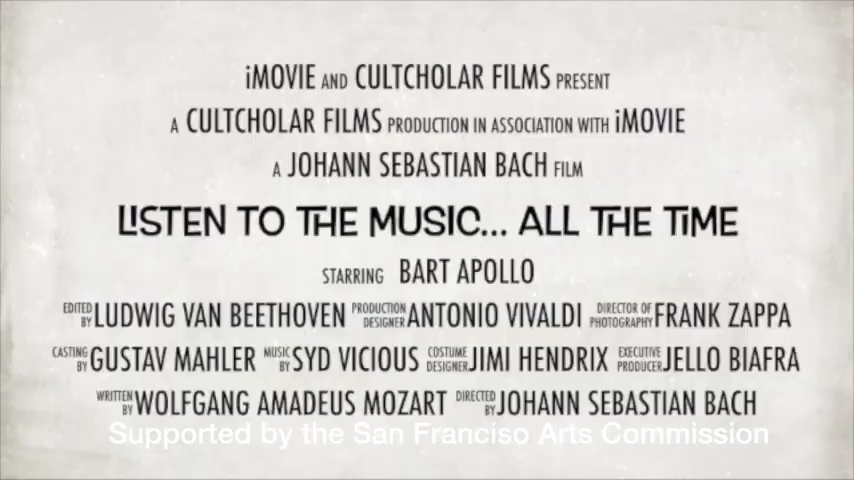 iMOVIE AND CULTCHOLAR FILMS PRESENT
A CULTCHOLAR FILMS PRODUCTION IN ASSOCIATION WITH iMOVIE
A JOHANN SEBASTIAN BACH FILM
LISTEN TO THE MUSIC... ALL THE TIME
STARRING BART APOLLO
EDITED BY LUDWIG VAN BEETHOVEN PRODUCTION DESIGNER ANTONIO VIVALDI DIRECTOR OF PHOTOGRAPHY FRANK ZAPPA
CASTING BY GUSTAV MAHLER MUSIC BY SYD VICIOUS COSTUME DESIGNER JIMI HENDRIX EXECUTIVE PRODUCER JELLO BIAFRA
WRITTEN BY WOLFGANG AMADEUS MOZART DIRECTED BY JOHANN SEBASTIAN BACH
Supported by the San Franciso Arts Commission